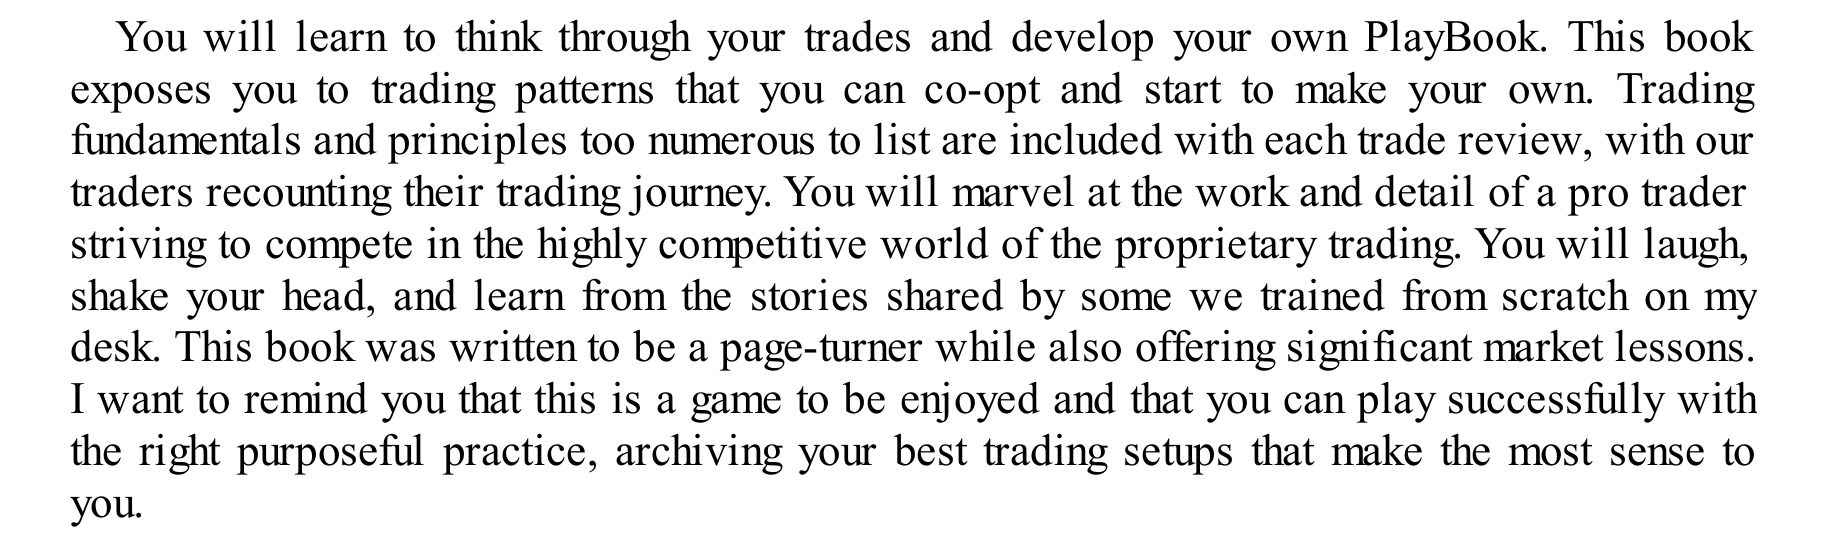 You will learn to think through your trades and develop your own PlayBook. This book
exposes you to trading patterns that you can co-opt and start to make your own. Trading
fundamentals and principles too numerous to list are included with each trade review, with our
traders recounting their trading journey. You will marvel at the work and detail of a pro trader
striving to compete in the highly competitive world of the proprietary trading. You will laugh,
shake your head, and learn from the stories shared by some we trained from scratch on my
desk. This book was written to be a page-turner while also offering significant market lessons.
I want to remind you that this is a game to be enjoyed and that you can play successfully with
the right purposeful practice, archiving your best trading setups that make the most sense to
you.